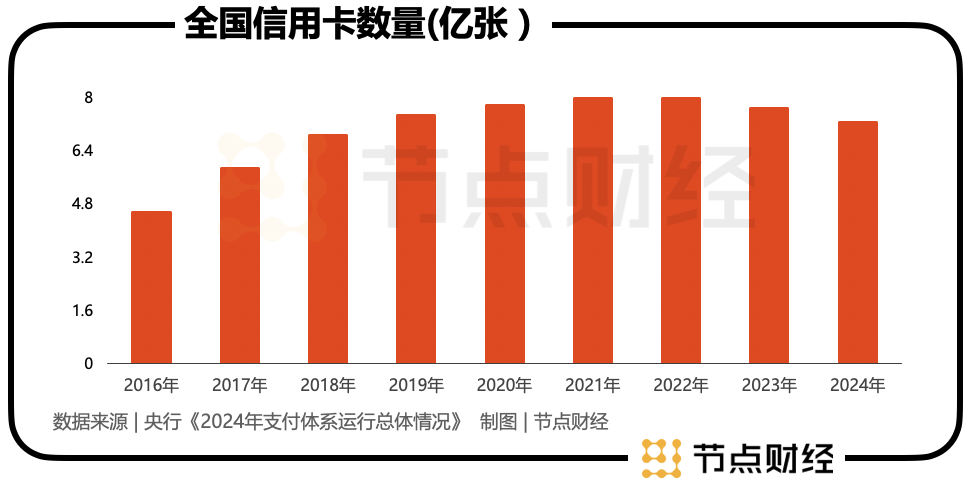 全国信用卡数量(亿张 )
8
6.4
4.8
3.2
1.6
0
节点财经
2016年 2017年 2018年 2019年 2020年 2021年 2022年 2023年 2024年
数据来源 | 央行《2024年支付体系运行总体情况》 制图 | 节点财经
节点财经